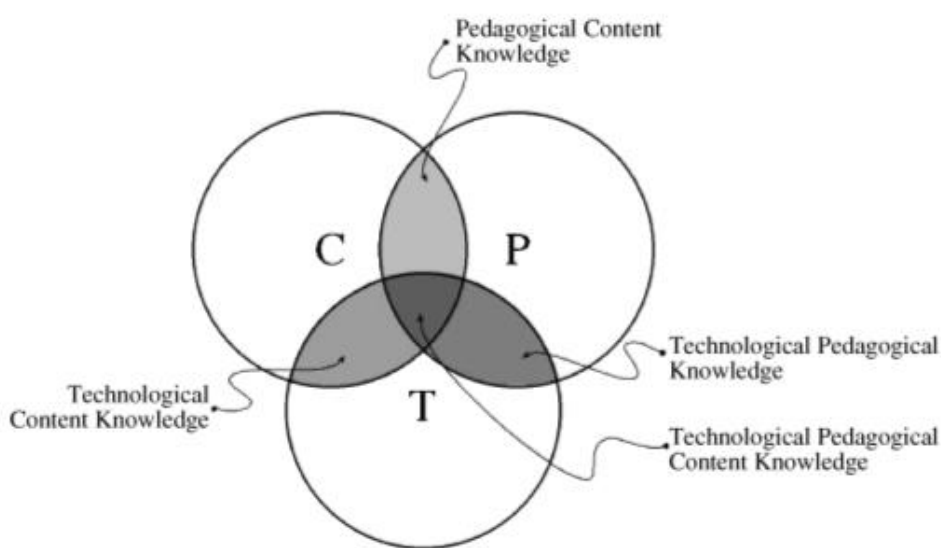 Pedagogical Content
Knowledge
C
P
Technological Pedagogical
Knowledge
Technological
Content Knowledge
T
Technological Pedagogical
Content Knowledge